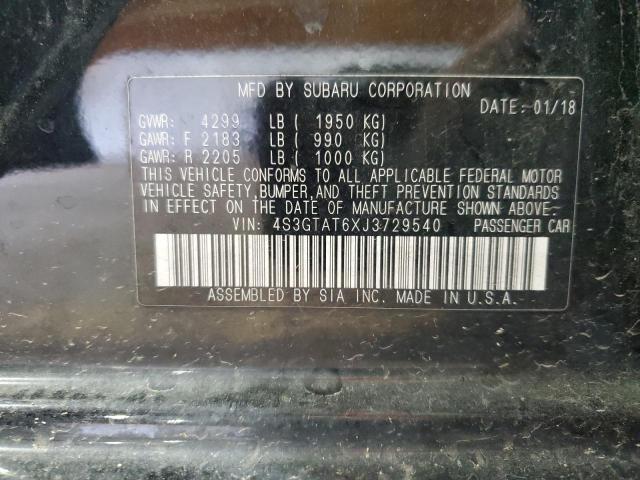 MFD BY SUBARU CORPORATION
DATE: 01/18
GVWR: 4299 LB ( 1950 KG)
GAWR: F 2183 LB ( 990 KG)
GAWR: R 2205 LB ( 1000 KG)
THIS VEHICLE CONFORMS TO ALL APPLICABLE FEDERAL MOTOR
VEHICLE SAFETY, BUMPER, AND THEFT PREVENTION STANDARDS
IN EFFECT ON THE DATE OF MANUFACTURE SHOWN ABOVE.
VIN: 4S3GTAT6XJ3729540 PASSENGER CAR
ASSEMBLED BY SIA INC. MADE IN U.S.A.